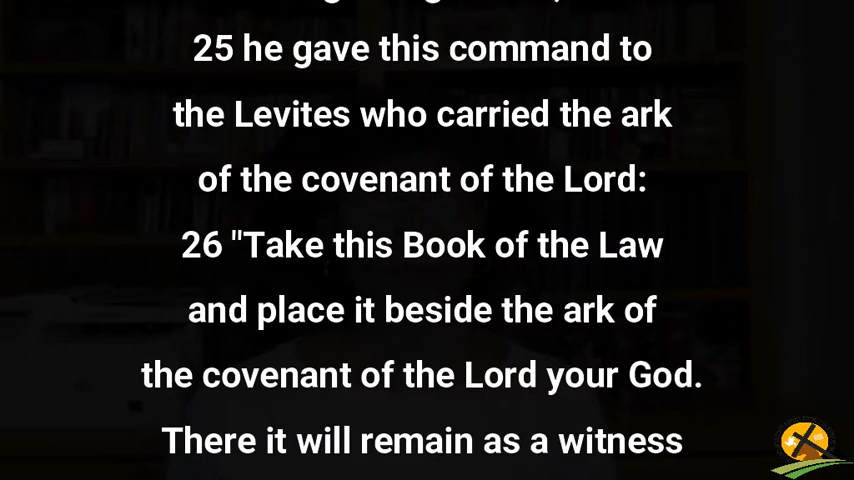 25 he gave this command to
the Levites who carried the ark
of the covenant of the Lord:
26 "Take this Book of the Law
and place it beside the ark of
the covenant of the Lord your God.
There it will remain as a witness